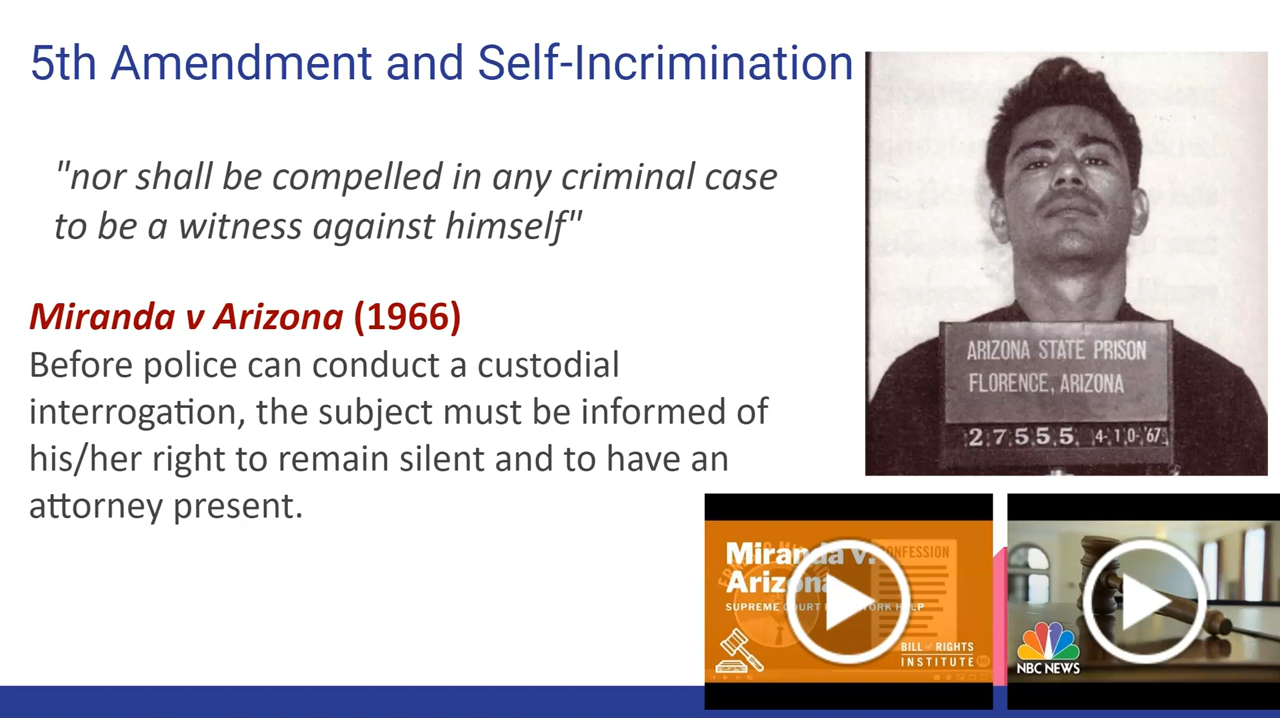 5th Amendment and Self-Incrimination
"nor shall be compelled in any criminal case
to be a witness against himself"
Miranda v Arizona (1966)
Before police can conduct a custodial
interrogation, the subject must be informed of
his/her right to remain silent and to have an
attorney present.
ARIZONA STATE PRISON
FLORENCE, ARIZONA
27555 4-10-'67
Miranda v.
Arizona
SUPREME COURT
CONFESSION
BILL OF RIGHTS
INSTITUTE
NBC NEWS